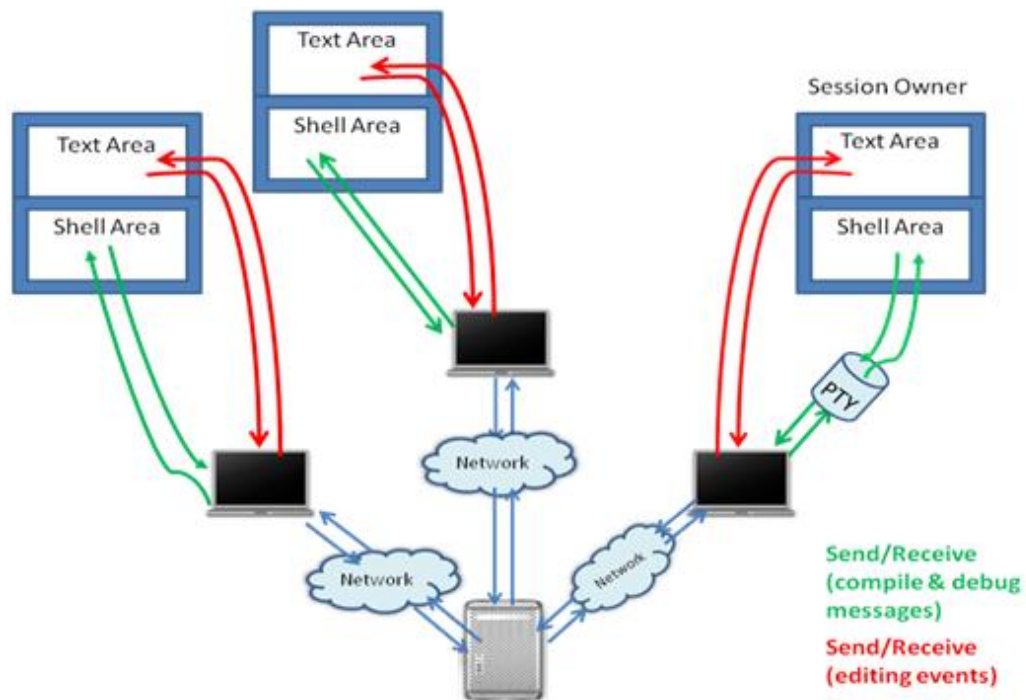 Text Area
Shell Area
Text Area
Shell Area
Session Owner
Text Area
Shell Area
PTY
Network
Network
Network
Send/Receive
(compile & debug
messages)
Send/Receive
(editing events)